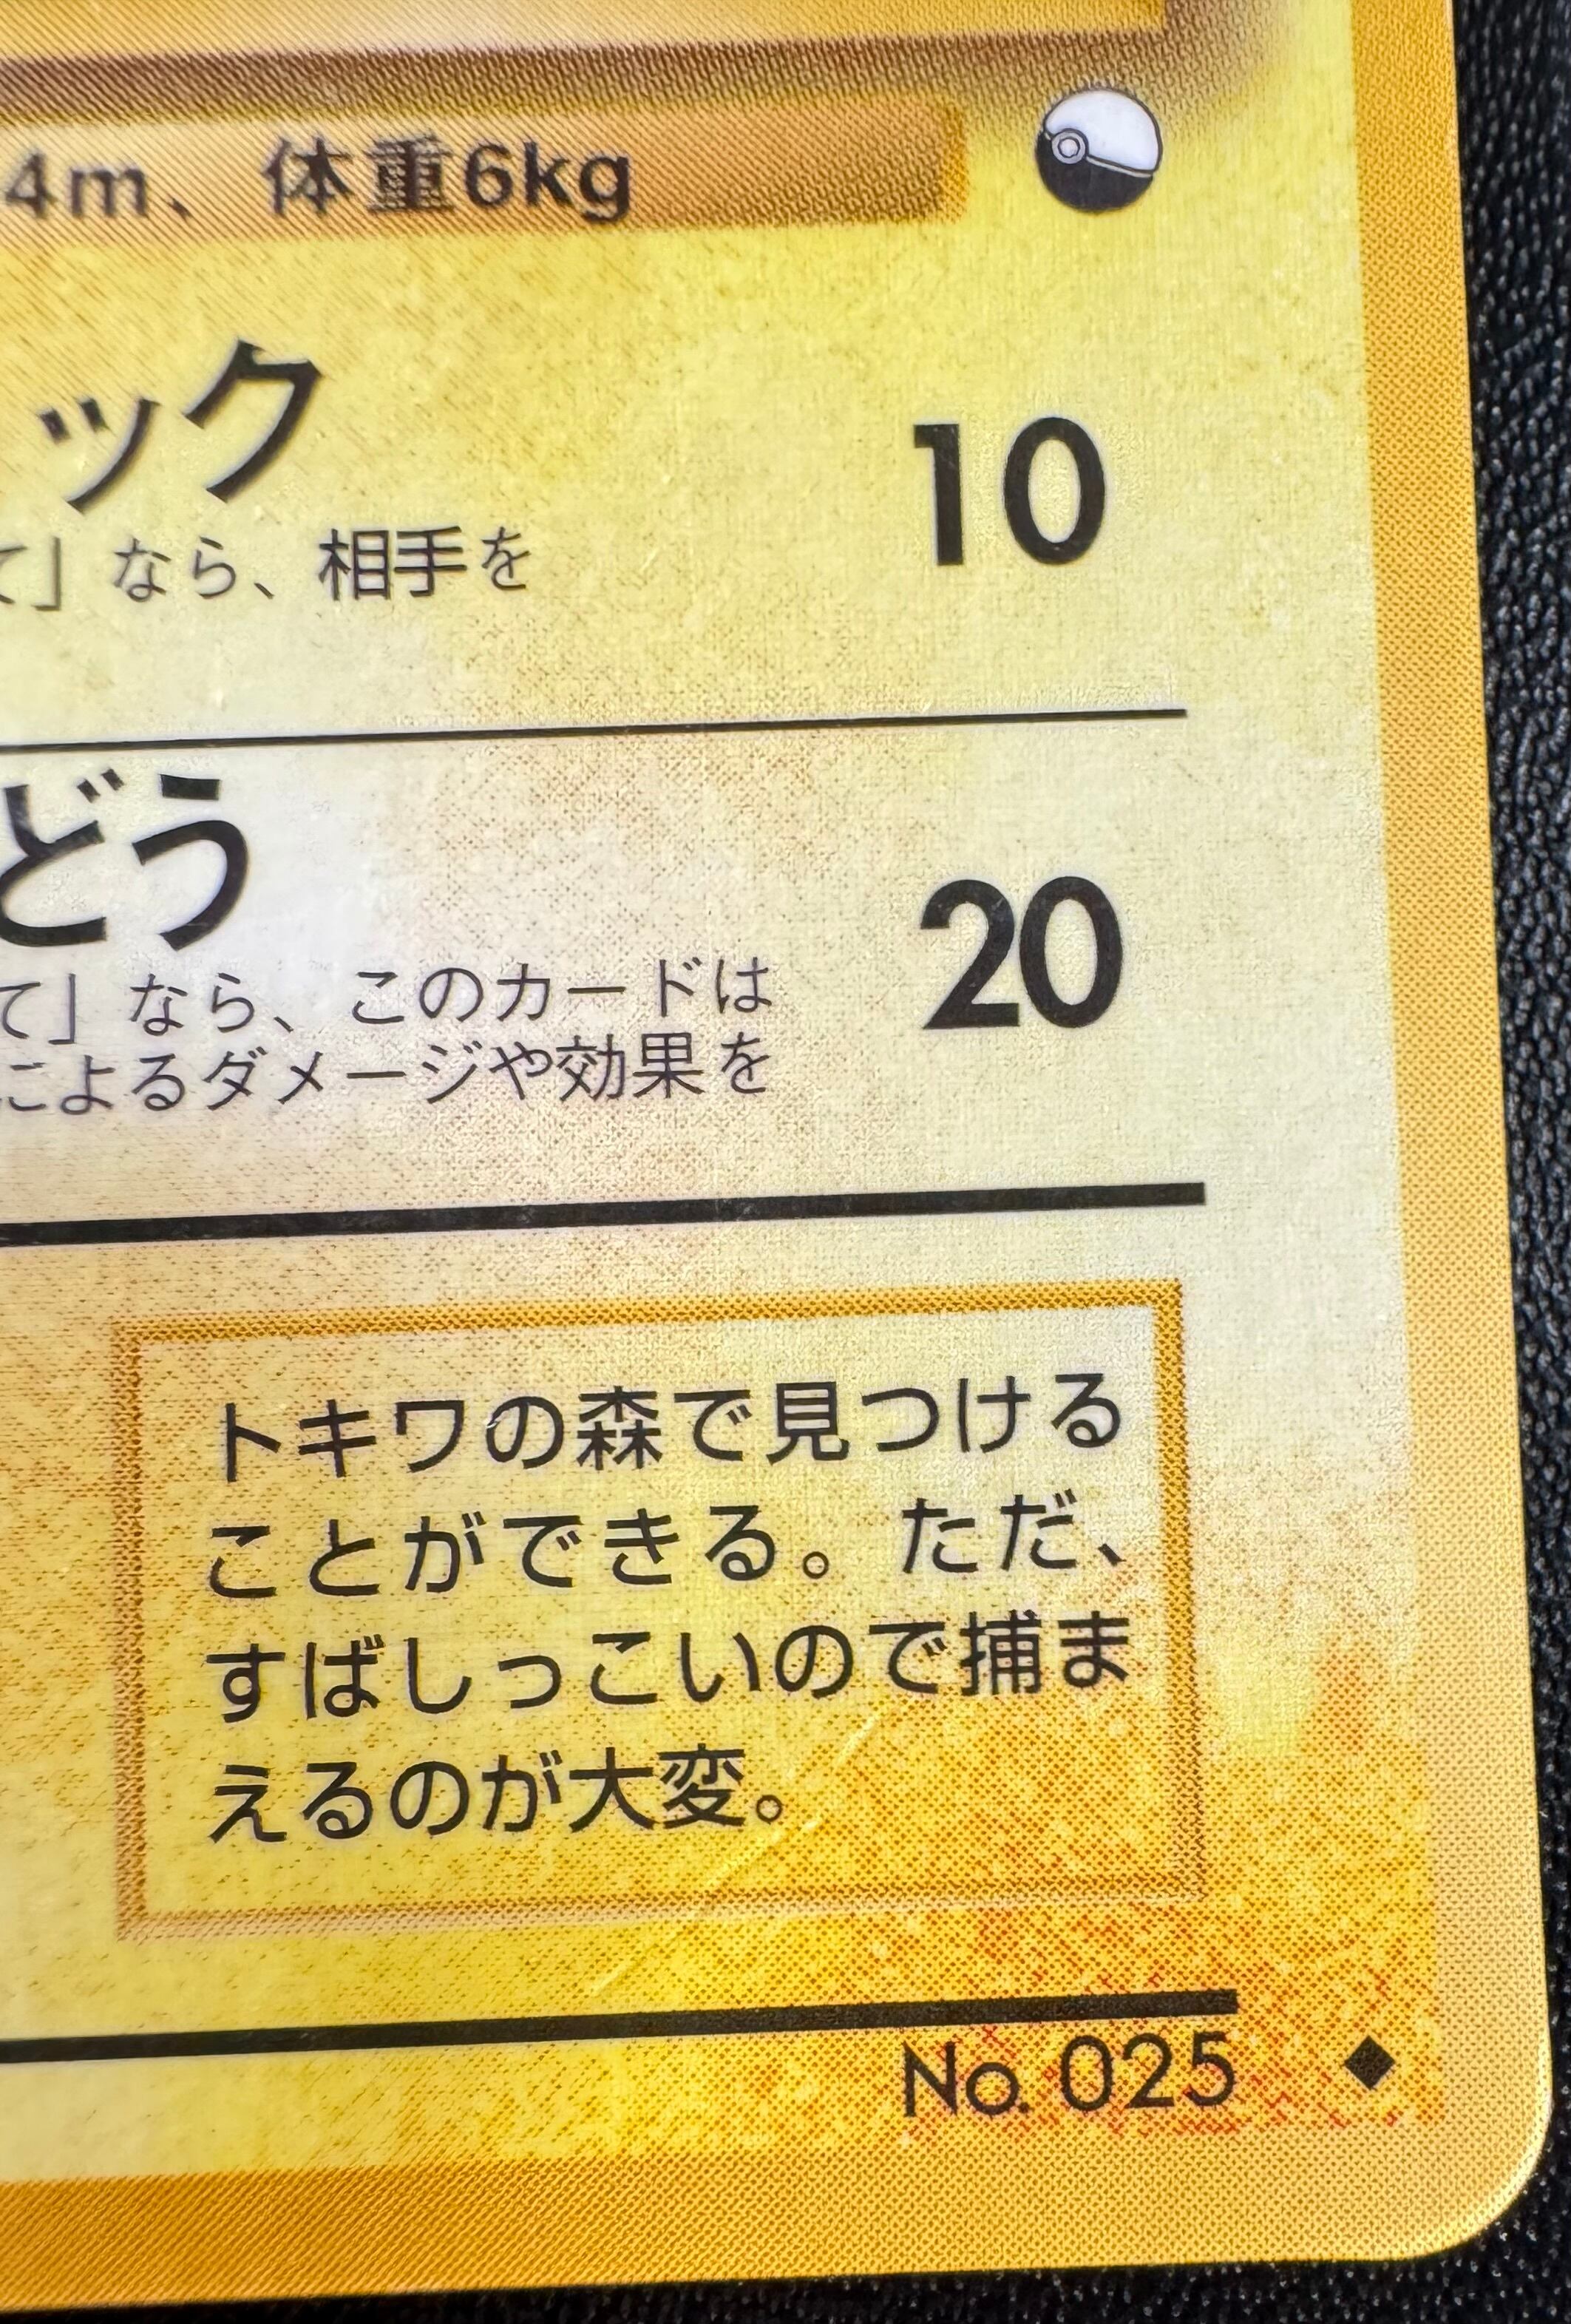 4m、体重6kg
ック
10
て」なら、相手を
どう
20
て」なら、このカードは
によるダメージや効果を
トキワの森で見つける
ことができる。ただ、
すばしっこいので捕ま
えるのが大変。
No. 025